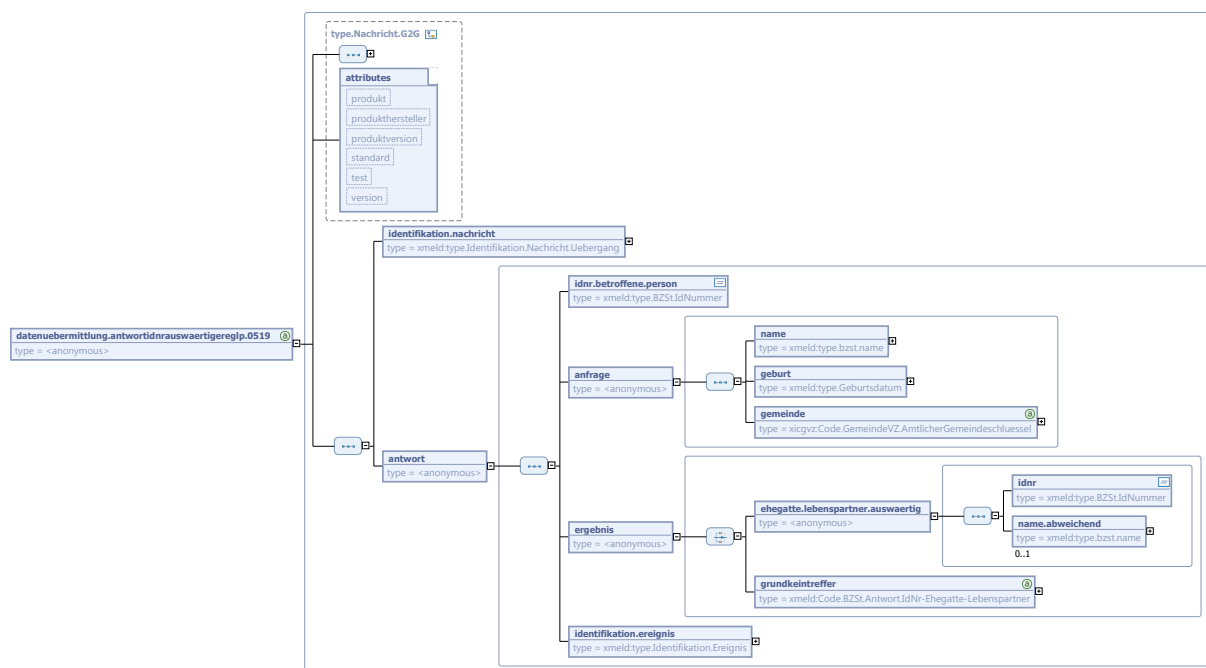 type.Nachricht.G2G
attributes
produkt
produkthersteller
produktversion
standard
test
version
identifikation.nachricht
type = xmeld:type.Identifikation.Nachricht.Uebergang
datenuebermittlung.antwortidnrauswaertigereglp.0519
type = <anonymous>
antwort
type = <anonymous>
idnr.betroffene.person
type = xmeld:type.BZSt.IdNummer
anfrage
type = <anonymous>
name
type = xmeld:type.bzst.name
geburt
type = xmeld:type.Geburtsdatum
gemeinde
type = xicgvz:Code.GemeindeVZ.AmtlicherGemeindeschluessel
ergebnis
type = <anonymous>
ehegatte.lebenspartner.auswaertig
type = <anonymous>
idnr
type = xmeld:type.BZSt.IdNummer
name.abweichend
type = xmeld:type.bzst.name
0..1
grundkeintreffer
type = xmeld:Code.BZSt.Antwort.IdNr-Ehegatte-Lebenspartner
identifikation.ereignis
type = xmeld:type.Identifikation.Ereignis